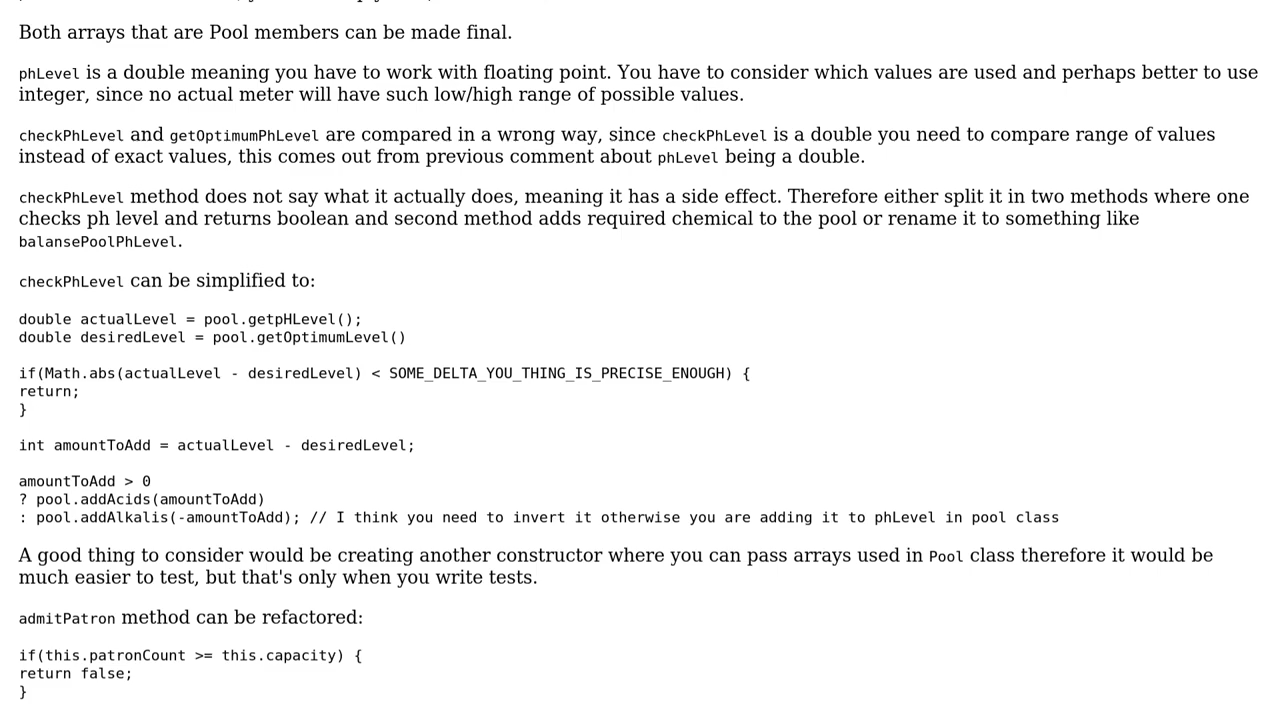 Both arrays that are Pool members can be made final.
phLevel is a double meaning you have to work with floating point. You have to consider which values are used and perhaps better to use
integer, since no actual meter will have such low/high range of possible values.
checkPhLevel and getOptimumPhLevel are compared in a wrong way, since checkPhLevel is a double you need to compare range of values
instead of exact values, this comes out from previous comment about phLevel being a double.
checkPhLevel method does not say what it actually does, meaning it has a side effect. Therefore either split it in two methods where one
checks ph level and returns boolean and second method adds required chemical to the pool or rename it to something like
balansePoolPhLevel.
checkPhLevel can be simplified to:
double actualLevel = pool.getpHLevel();
double desiredLevel = pool.getOptimumLevel()
if(Math.abs(actualLevel - desiredLevel) < SOME_DELTA_YOU_THING_IS_PRECISE_ENOUGH) {
return;
}
int amountToAdd = actualLevel - desiredLevel;
amountToAdd > 0
? pool.addAcids(amountToAdd)
: pool.addAlkalis(-amountToAdd); // I think you need to invert it otherwise you are adding it to phLevel in pool class
A good thing to consider would be creating another constructor where you can pass arrays used in Pool class therefore it would be
much easier to test, but that's only when you write tests.
admitPatron method can be refactored:
if(this.patronCount >= this.capacity) {
return false;
}